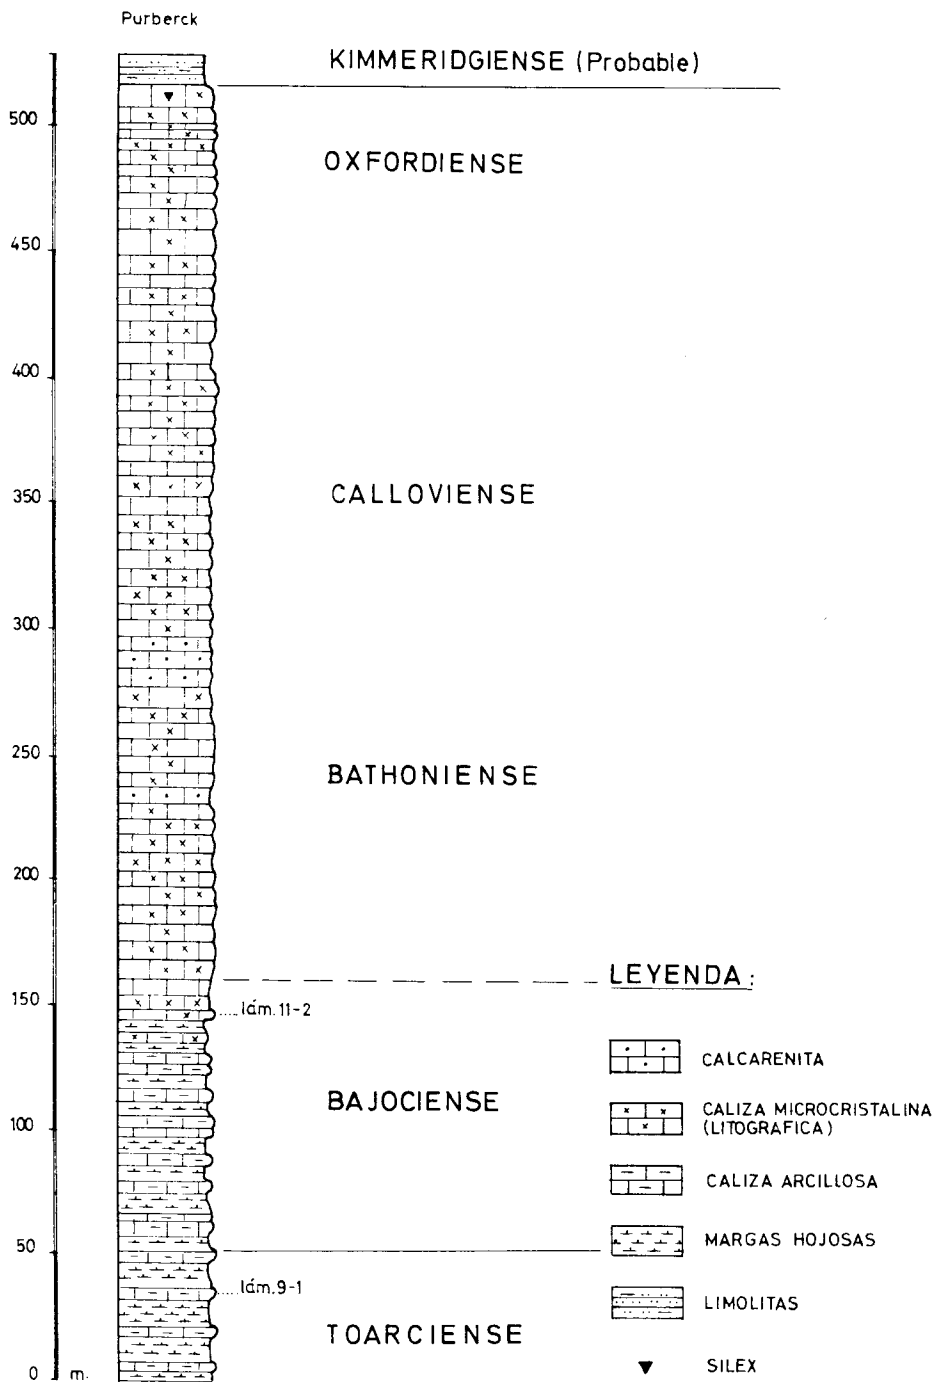 Purberck
KIMMERIDGIENSE (Probable)
500
OXFORDIENSE
450
400
350
CALLOVIENSE
300
250
BATHONIENSE
200
LEYENDA :
150
lám. 11-2
CALCARENITA
100
BAJOCIENSE
CALIZA MICROCRISTALINA
(LITOGRAFICA)
CALIZA ARCILLOSA
50
MARGAS HOJOSAS
lám. 9-1
LIMOLITAS
TOARCIENSE
SILEX
0 m.